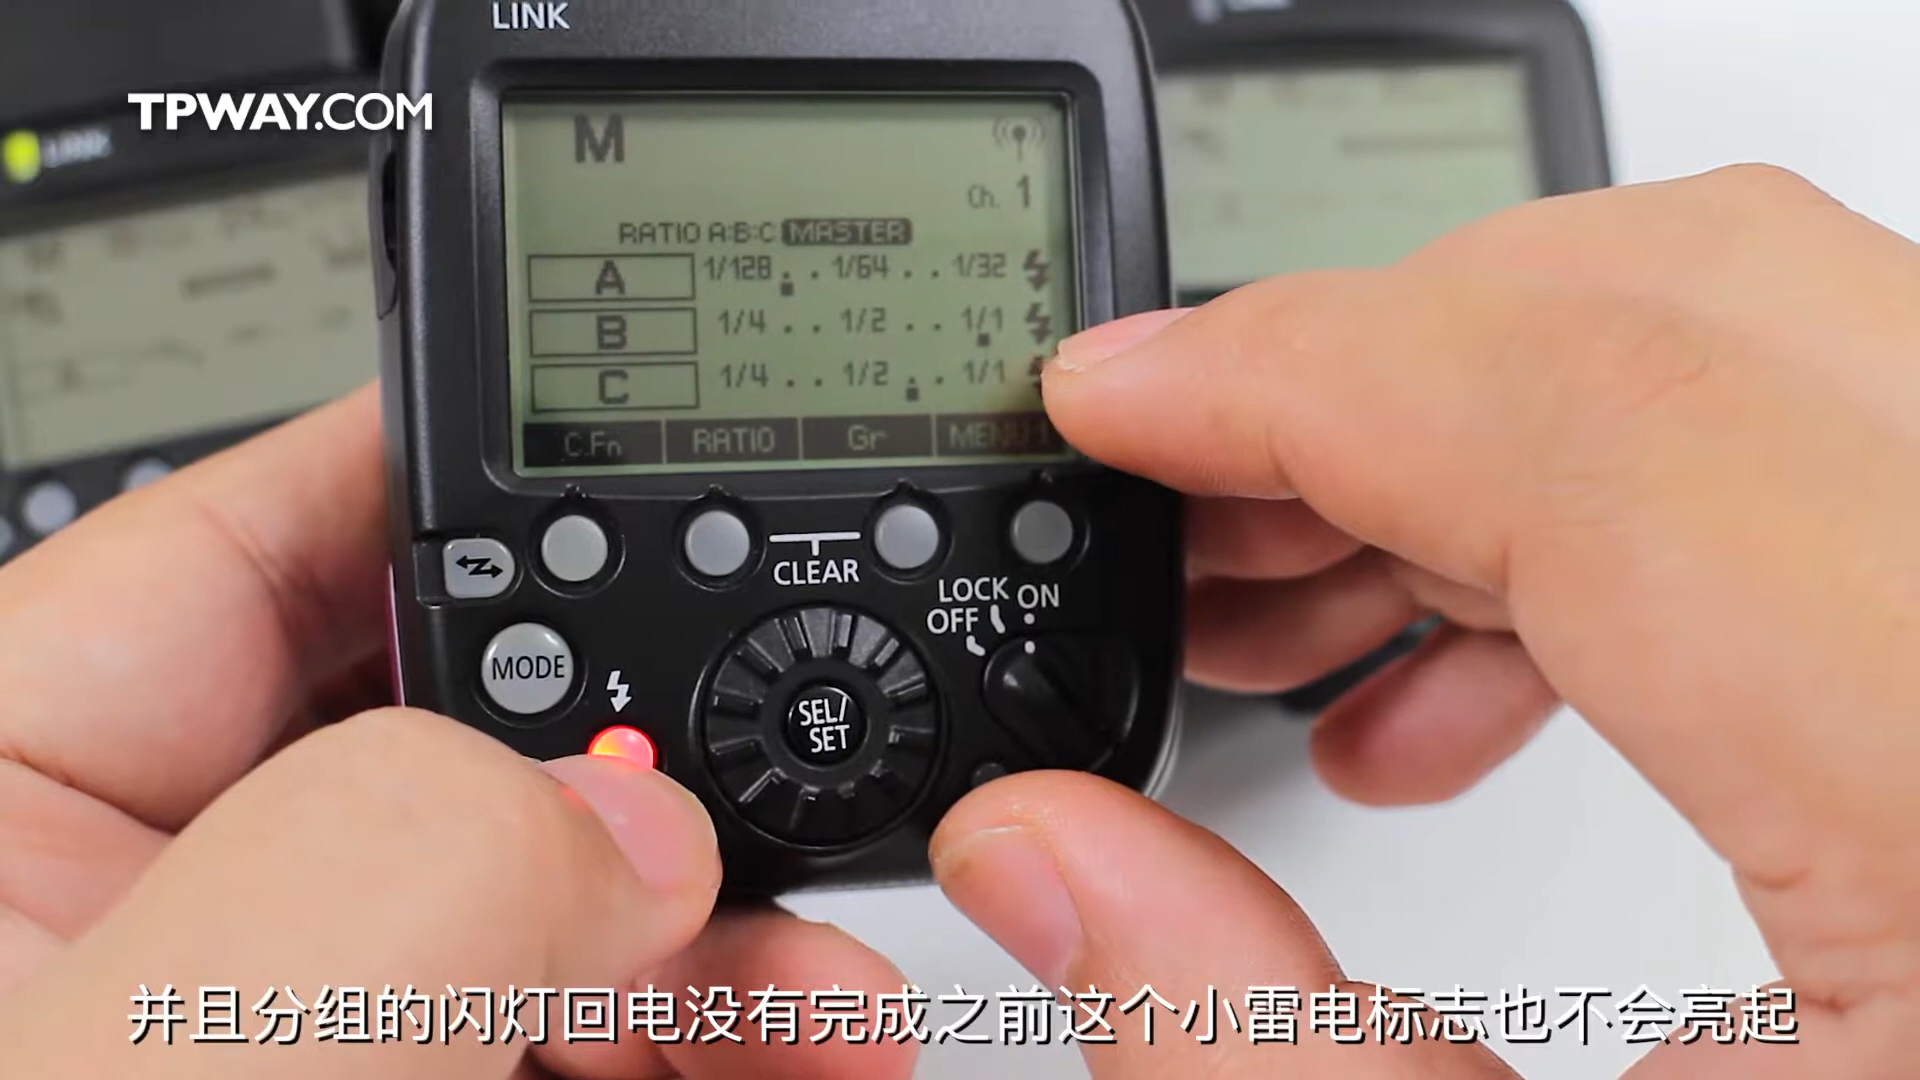 LINK
TPWAY.COM
LINK
M
Ch. 1
RATIO A:B:C MASTER
A 1/128 . . 1/64 . . 1/32
B 1/4 . . 1/2 . . 1/1
C 1/4 . . 1/2 . . 1/1
C.Fn RATIO Gr MENU 1
CLEAR
LOCK ON
OFF
MODE
SEL/
SET
并且分组的闪灯回电没有完成之前这个小雷电标志也不会亮起